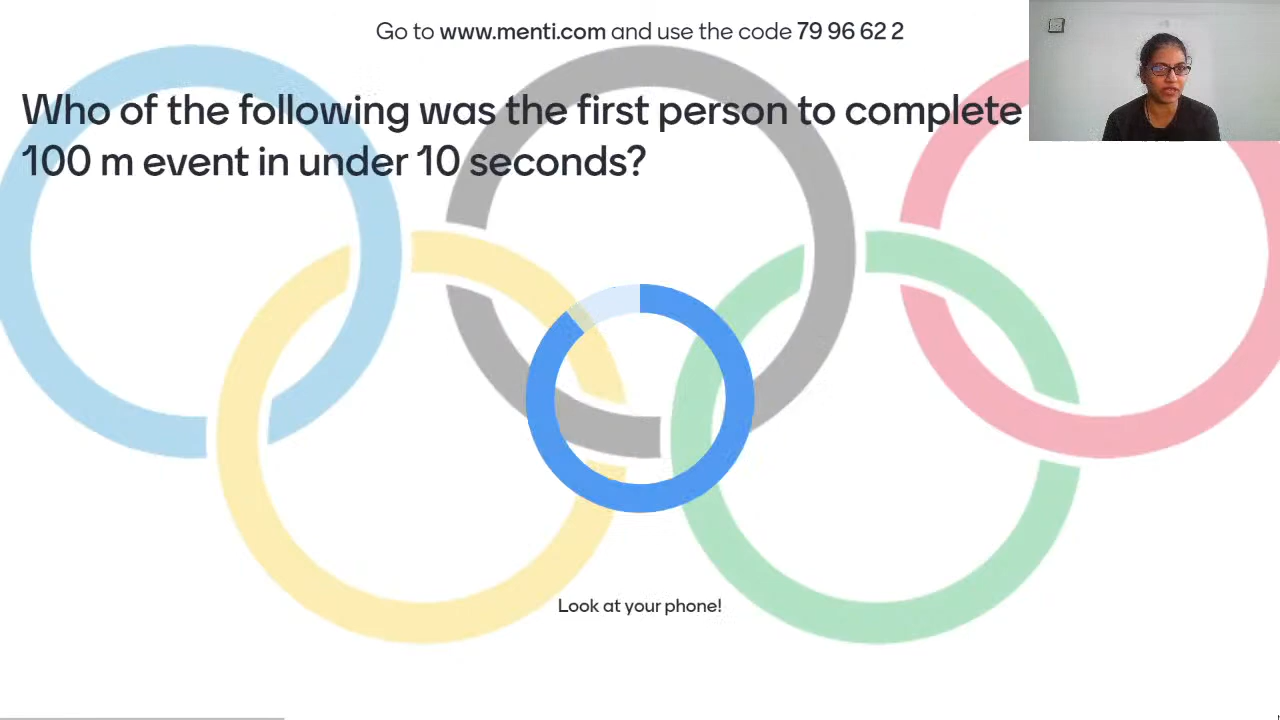 Go to www.menti.com and use the code 79 96 62 2
Who of the following was the first person to complete
100 m event in under 10 seconds?
Look at your phone!